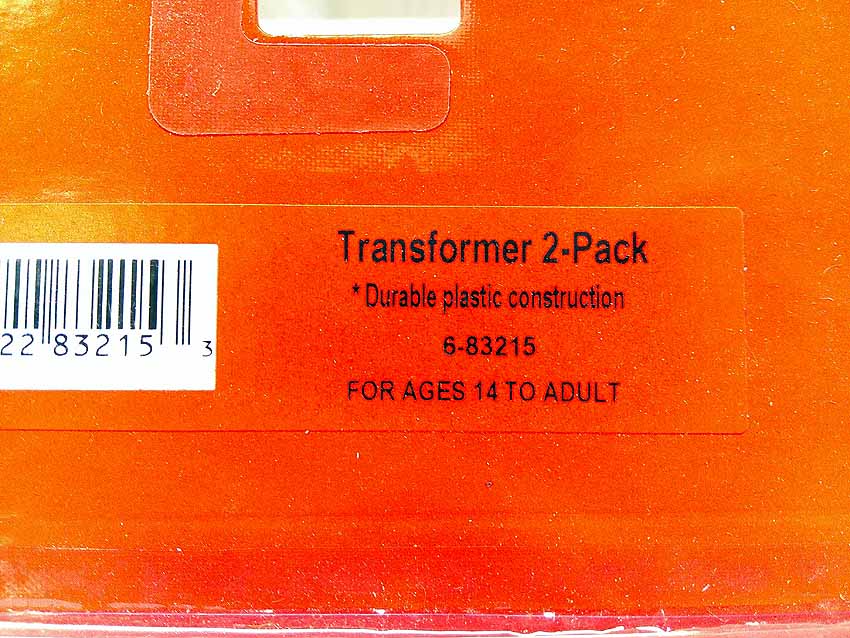 Transformer 2-Pack
* Durable plastic construction
6-83215
FOR AGES 14 TO ADULT
22 83215 3